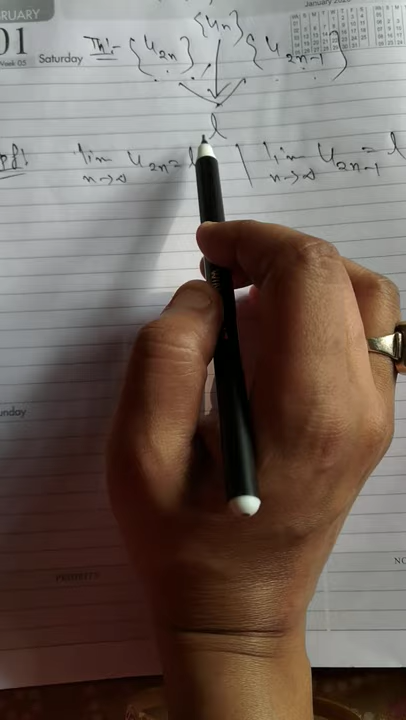 January 2
RUARY
01
Week 05
Saturday
Th:- {u₂ₙ} {uₙ} {u₂ₙ₋₁}
l
Pf: lim n→∞ u₂ₙ = l | lim n→∞ u₂ₙ₋₁ = l
unday
PRIORITY
NO